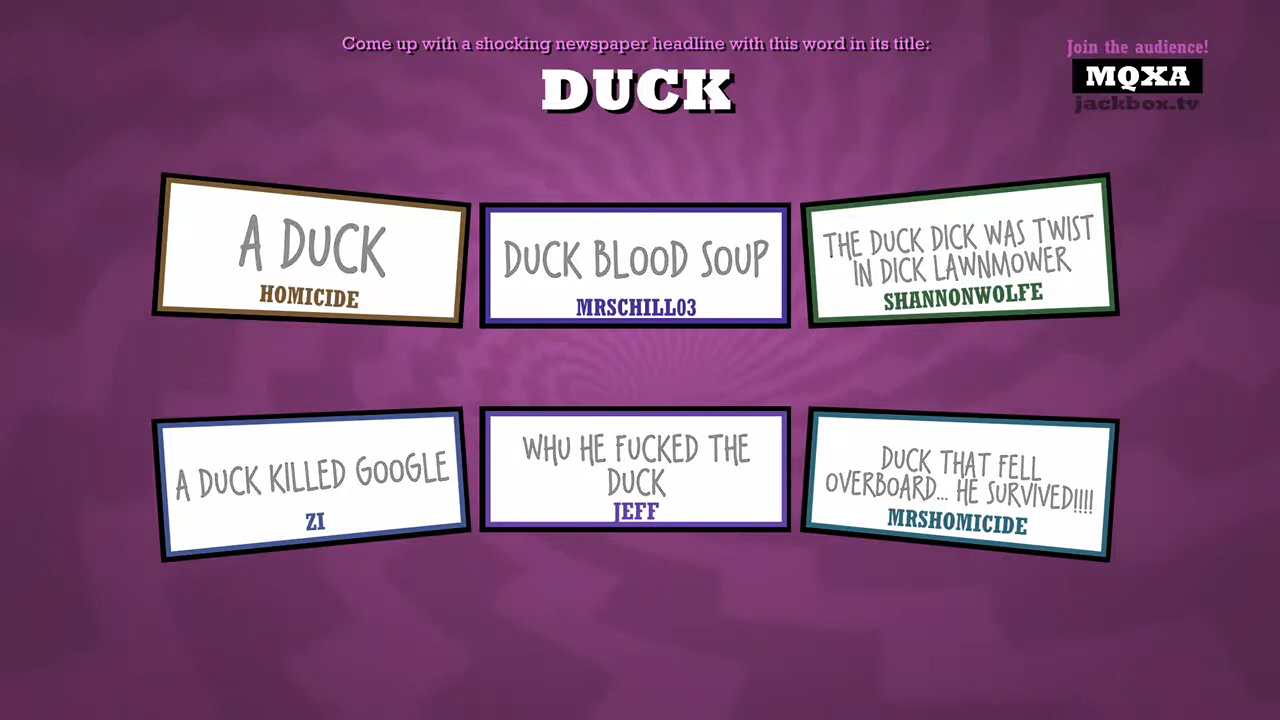 Come up with a shocking newspaper headline with this word in its title:
DUCK
Join the audience!
MQXA
jackbox.tv
A DUCK
HOMICIDE
DUCK BLOOD SOUP
MRSCHILL03
THE DUCK DICK WAS TWIST
IN DICK LAWNMOWER
SHANNONWOLFE
A DUCK KILLED GOOGLE
ZI
WHU HE FUCKED THE
DUCK
JEFF
DUCK THAT FELL
OVERBOARD... HE SURVIVED!!!!
MRSHOMICIDE